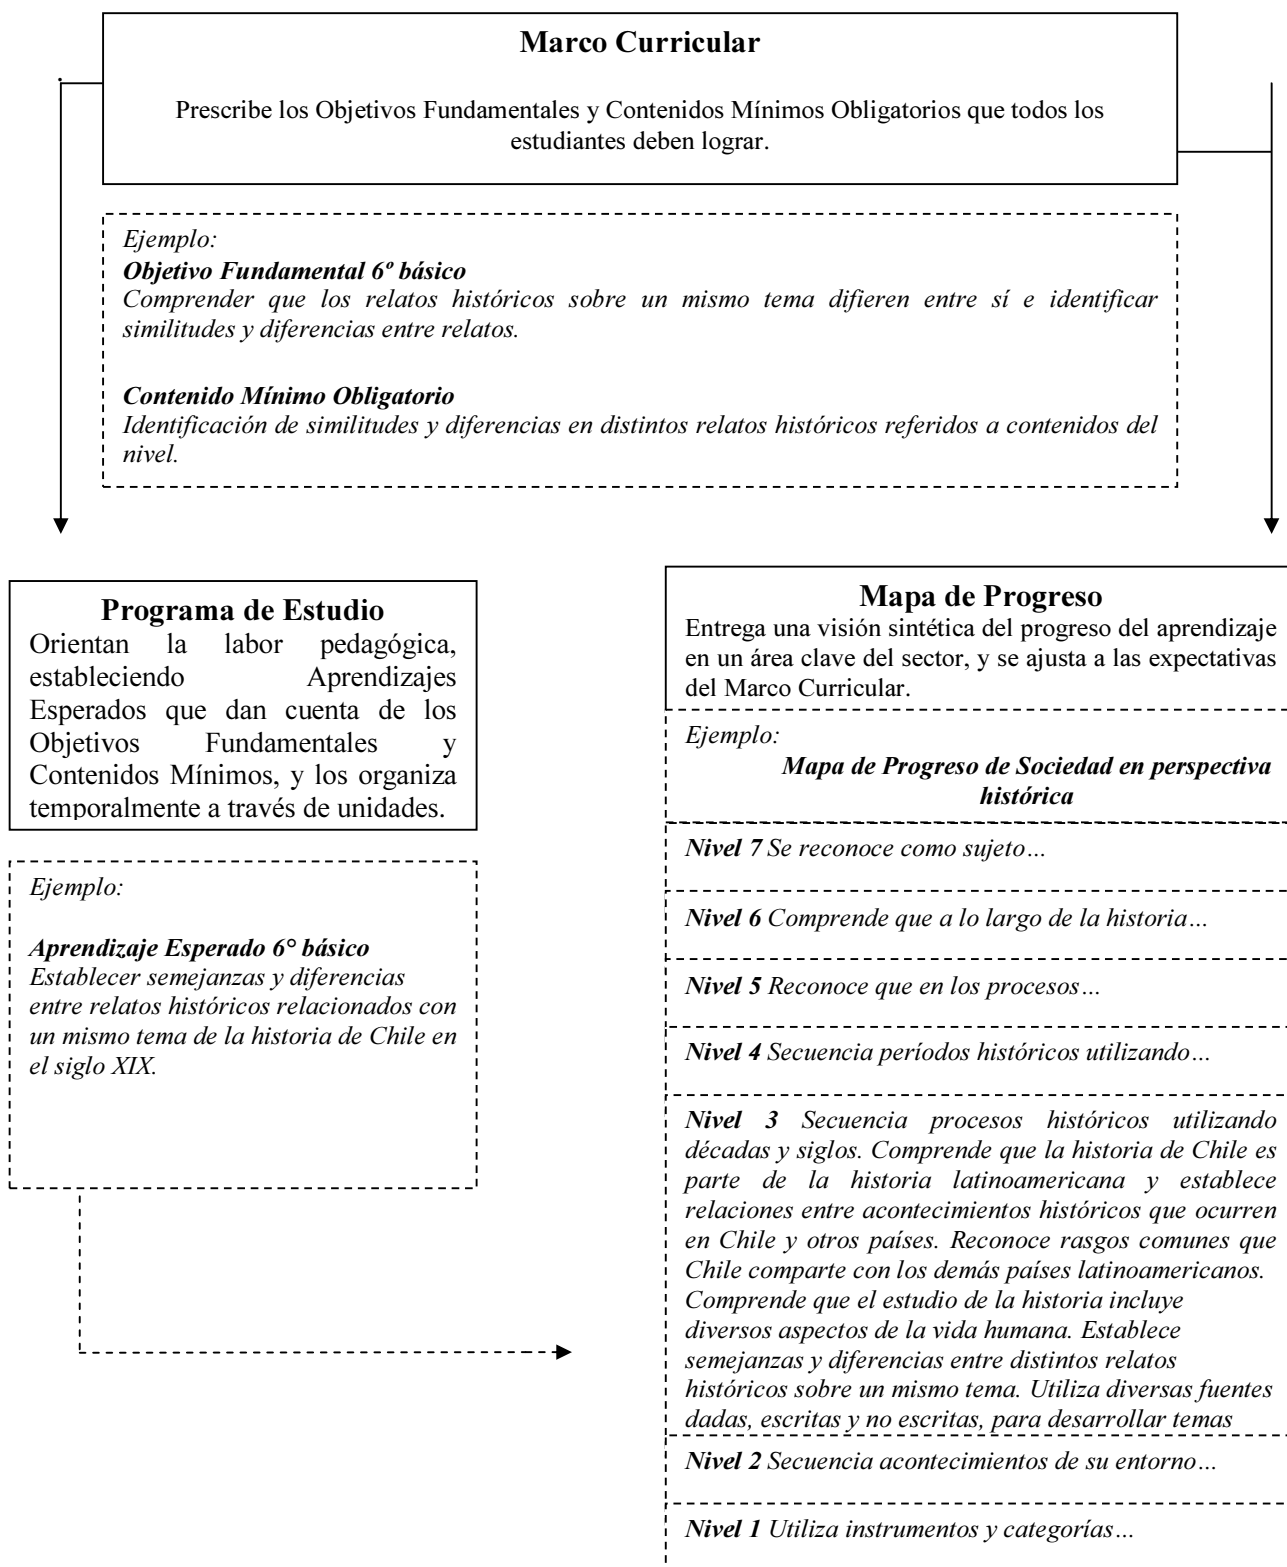 Marco Curricular
Prescribe los Objetivos Fundamentales y Contenidos Mínimos Obligatorios que todos los
estudiantes deben lograr.
Ejemplo:
Objetivo Fundamental 6º básico
Comprender que los relatos históricos sobre un mismo tema difieren entre sí e identificar
similitudes y diferencias entre relatos.
Contenido Mínimo Obligatorio
Identificación de similitudes y diferencias en distintos relatos históricos referidos a contenidos del
nivel.
Programa de Estudio
Orientan la labor pedagógica,
estableciendo Aprendizajes
Esperados que dan cuenta de los
Objetivos Fundamentales y
Contenidos Mínimos, y los organiza
temporalmente a través de unidades.
Ejemplo:
Aprendizaje Esperado 6° básico
Establecer semejanzas y diferencias
entre relatos históricos relacionados con
un mismo tema de la historia de Chile en
el siglo XIX.
Mapa de Progreso
Entrega una visión sintética del progreso del aprendizaje
en un área clave del sector, y se ajusta a las expectativas
del Marco Curricular.
Ejemplo:
Mapa de Progreso de Sociedad en perspectiva
histórica
Nivel 7 Se reconoce como sujeto…
Nivel 6 Comprende que a lo largo de la historia…
Nivel 5 Reconoce que en los procesos…
Nivel 4 Secuencia períodos históricos utilizando…
Nivel 3 Secuencia procesos históricos utilizando
décadas y siglos. Comprende que la historia de Chile es
parte de la historia latinoamericana y establece
relaciones entre acontecimientos históricos que ocurren
en Chile y otros países. Reconoce rasgos comunes que
Chile comparte con los demás países latinoamericanos.
Comprende que el estudio de la historia incluye
diversos aspectos de la vida humana. Establece
semejanzas y diferencias entre distintos relatos
históricos sobre un mismo tema. Utiliza diversas fuentes
dadas, escritas y no escritas, para desarrollar temas
Nivel 2 Secuencia acontecimientos de su entorno…
Nivel 1 Utiliza instrumentos y categorías…